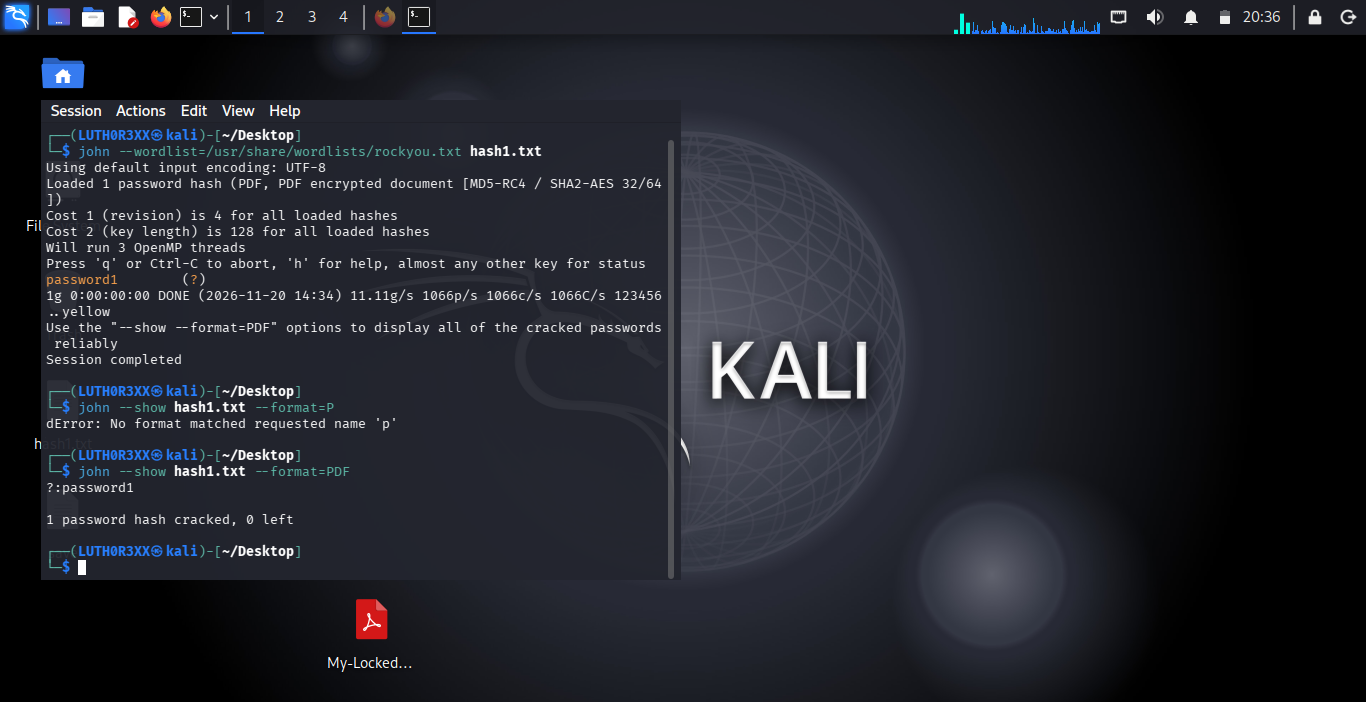 1 2 3 4 20:36
Session Actions Edit View Help
┌──(LUTH0R3XX㉿kali)-[~/Desktop]
└─$ john --wordlist=/usr/share/wordlists/rockyou.txt hash1.txt
Using default input encoding: UTF-8
Loaded 1 password hash (PDF, PDF encrypted document [MD5-RC4 / SHA2-AES 32/64
])
Cost 1 (revision) is 4 for all loaded hashes
Cost 2 (key length) is 128 for all loaded hashes
Will run 3 OpenMP threads
Press 'q' or Ctrl-C to abort, 'h' for help, almost any other key for status
password1        (?)
1g 0:00:00:00 DONE (2026-11-20 14:34) 11.11g/s 1066p/s 1066c/s 1066C/s 123456
..yellow
Use the "--show --format=PDF" options to display all of the cracked passwords
 reliably
Session completed
┌──(LUTH0R3XX㉿kali)-[~/Desktop]
└─$ john --show hash1.txt --format=P
dError: No format matched requested name 'p'
┌──(LUTH0R3XX㉿kali)-[~/Desktop]
└─$ john --show hash1.txt --format=PDF
?:password1
1 password hash cracked, 0 left
┌──(LUTH0R3XX㉿kali)-[~/Desktop]
└─$
KALI
hash1.txt
My-Locked...